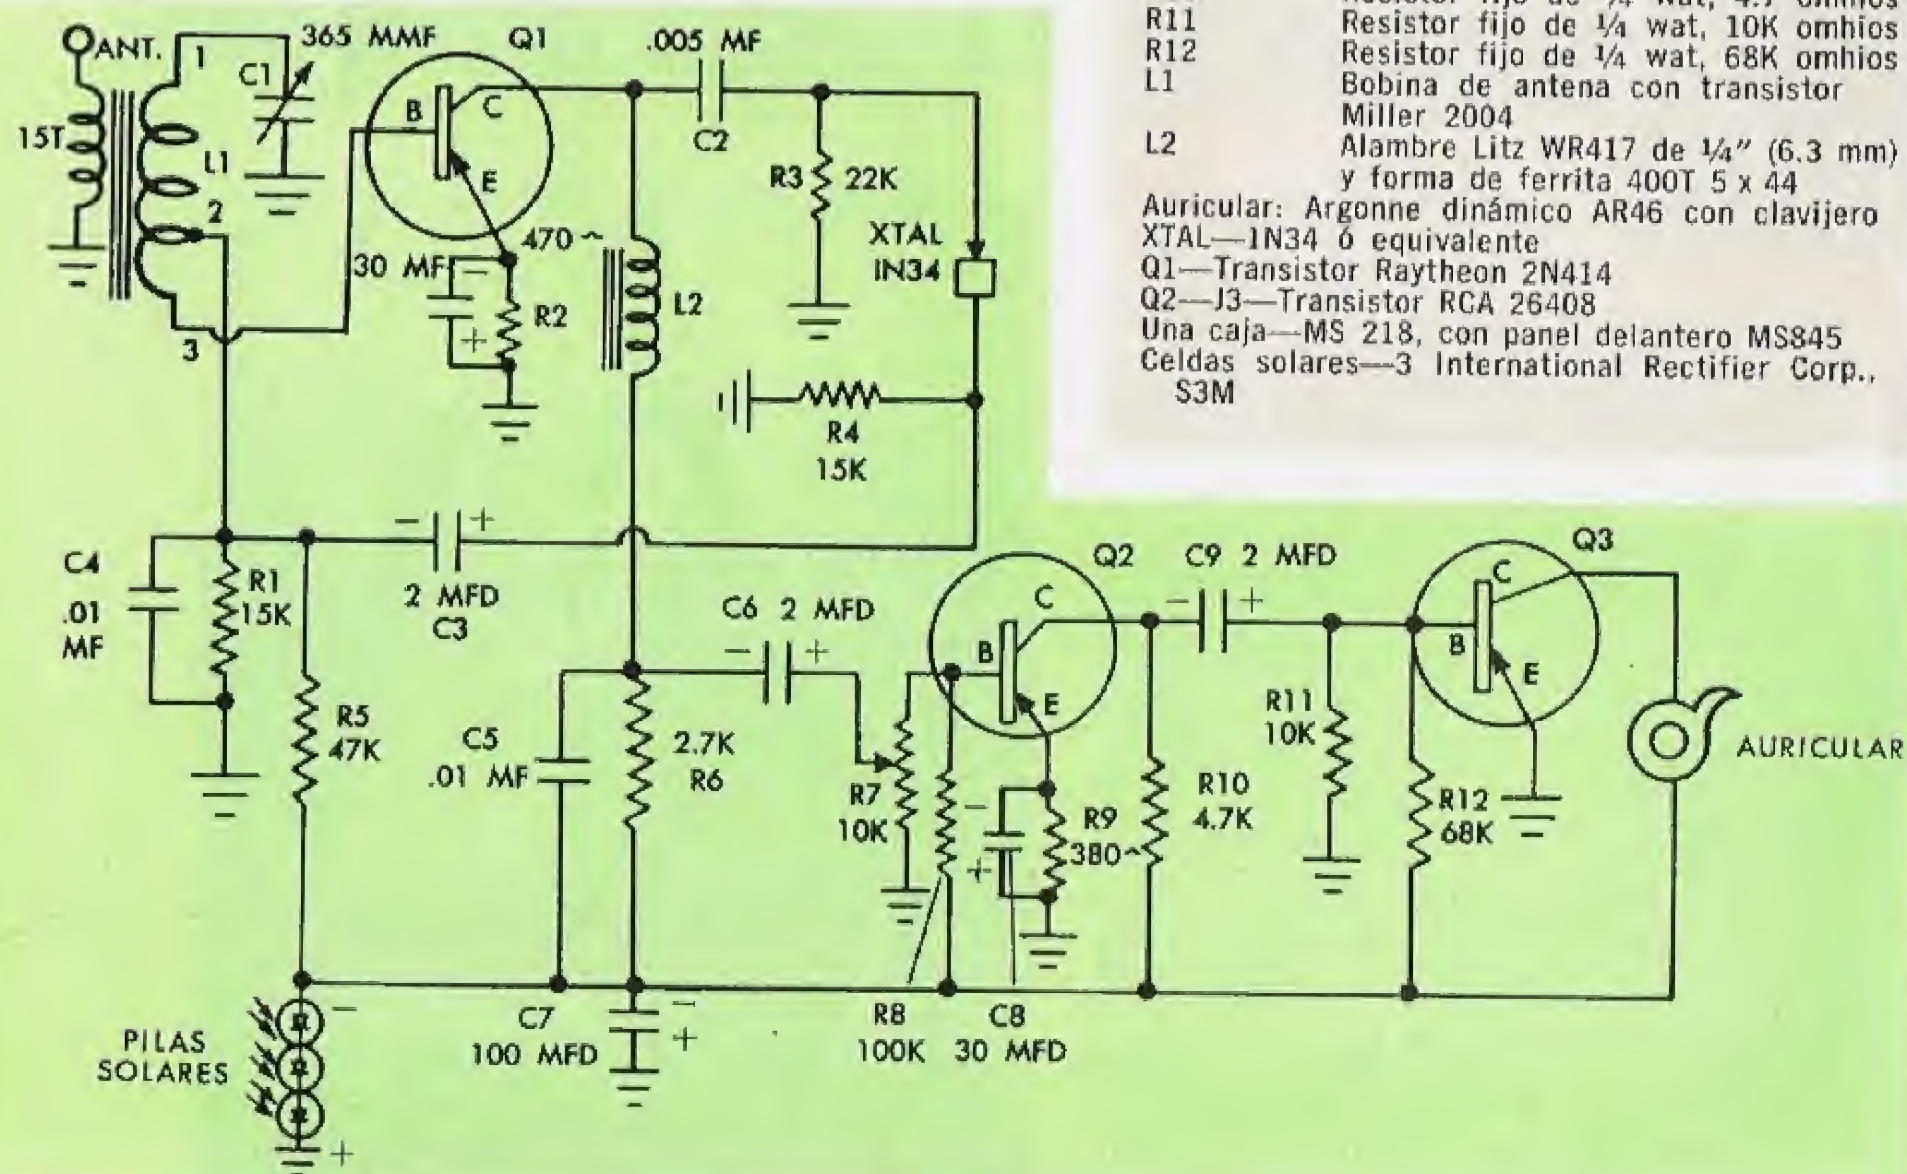 R11 Resistor fijo de ¼ wat, 10K omhios
R12 Resistor fijo de ¼ wat, 68K omhios
L1 Bobina de antena con transistor
Miller 2004
L2 Alambre Litz WR417 de ¼" (6.3 mm)
y forma de ferrita 400T 5 x 44
Auricular: Argonne dinámico AR46 con clavijero
XTAL—1N34 ó equivalente
Q1—Transistor Raytheon 2N414
Q2—J3—Transistor RCA 26408
Una caja—MS 218, con panel delantero MS845
Celdas solares—3 International Rectifier Corp.,
S3M
ANT.
1
C1
365 MMF
Q1
.005 MF
B
C
E
C2
15T
L1
2
3
R3 22K
XTAL
IN34
470~
30 MF
−
+
R2
L2
R4
15K
C4
.01
MF
R1
15K
− +
2 MFD
C3
R5
47K
C6 2 MFD
− +
C5
.01 MF
2.7K
R6
R7
10K
Q2
B
C
E
−
+
R9
380~
C9 2 MFD
− +
R10
4.7K
R11
10K
Q3
B
C
E
R12
68K
AURICULAR
PILAS
SOLARES
−
+
C7
100 MFD
−
+
R8
100K
C8
30 MFD